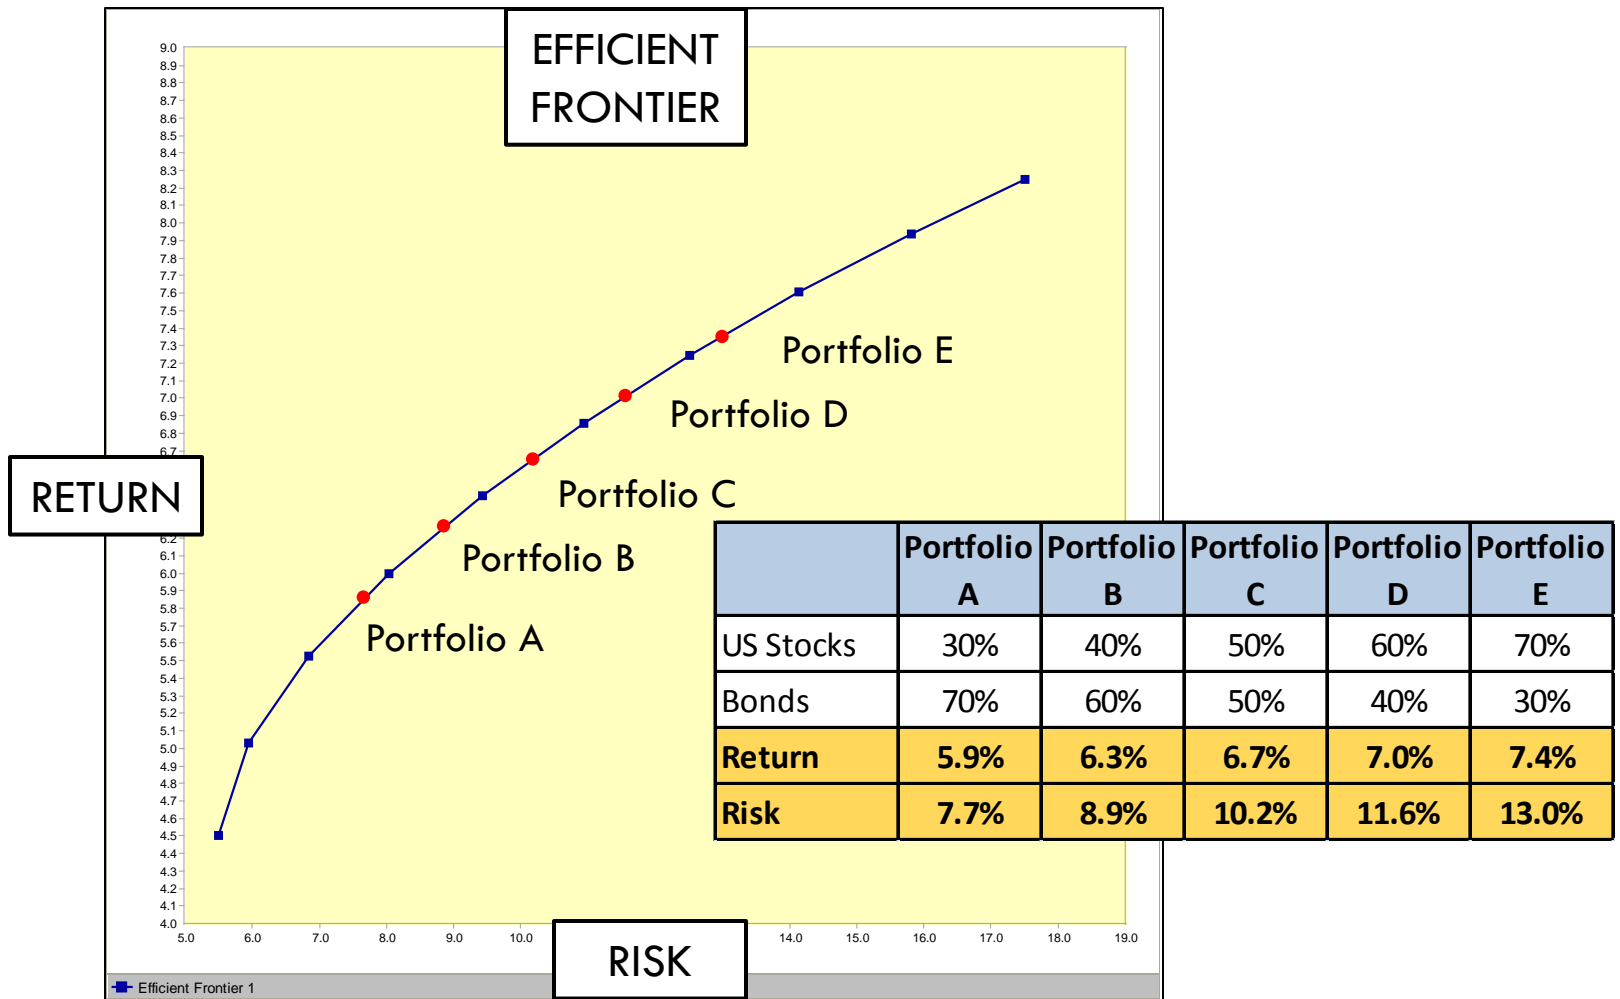 EFFICIENT
FRONTIER
9.0
8.9
8.8
8.7
8.6
8.5
8.4
8.3
8.2
8.1
8.0
7.9
7.8
7.7
7.6
7.5
7.4
7.3
7.2
7.1
7.0
6.9
6.8
6.7
6.2
6.1
6.0
5.9
5.8
5.7
5.6
5.5
5.4
5.3
5.2
5.1
5.0
4.9
4.8
4.7
4.6
4.5
4.4
4.3
4.2
4.1
4.0
RETURN
Portfolio E
Portfolio D
Portfolio C
Portfolio B
Portfolio A
Portfolio A Portfolio B Portfolio C Portfolio D Portfolio E
US Stocks 30% 40% 50% 60% 70%
Bonds 70% 60% 50% 40% 30%
Return 5.9% 6.3% 6.7% 7.0% 7.4%
Risk 7.7% 8.9% 10.2% 11.6% 13.0%
5.0 6.0 7.0 8.0 9.0 10.0 14.0 15.0 16.0 17.0 18.0 19.0
RISK
Efficient Frontier 1